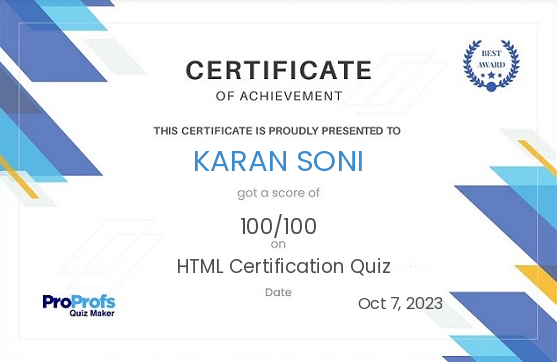 BEST
AWARD
CERTIFICATE
OF ACHIEVEMENT
THIS CERTIFICATE IS PROUDLY PRESENTED TO
KARAN SONI
got a score of
100/100
on
HTML Certification Quiz
Date
Oct 7, 2023
ProProfs
Quiz Maker